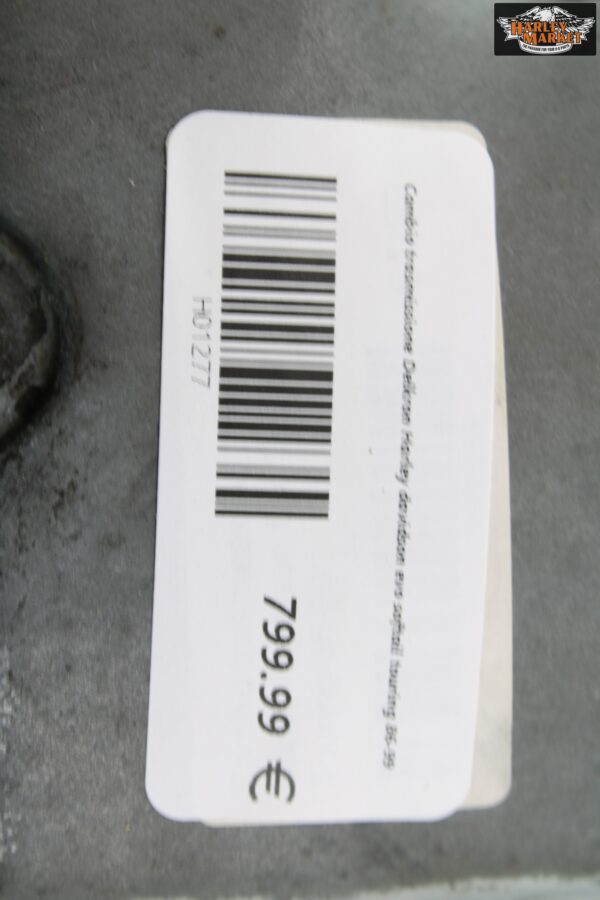 HARLEY
MARKET
Cambio trasmissione Delkron Harley davidson evo softail touring 86-99
H01277
799.99 €